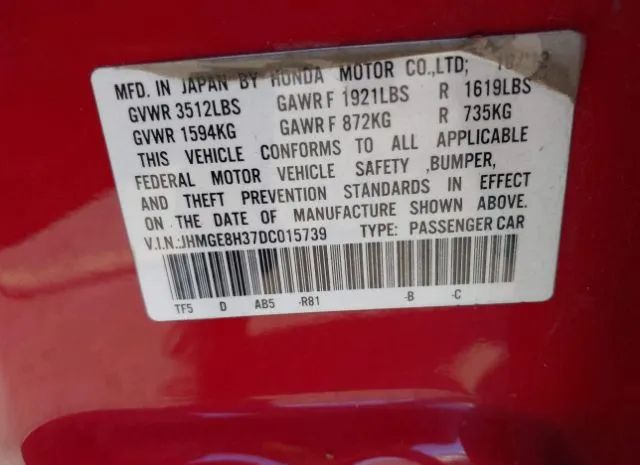 MFD. IN JAPAN BY HONDA MOTOR CO.,LTD;
GVWR 3512LBS GAWR F 1921LBS R 1619LBS
GVWR 1594KG GAWR F 872KG R 735KG
THIS VEHICLE CONFORMS TO ALL APPLICABLE
FEDERAL MOTOR VEHICLE SAFETY ,BUMPER,
AND THEFT PREVENTION STANDARDS IN EFFECT
ON THE DATE OF MANUFACTURE SHOWN ABOVE.
V.I.N.:JHMGE8H37DC015739 TYPE: PASSENGER CAR
TF5 D AB5 -R81 -B -C